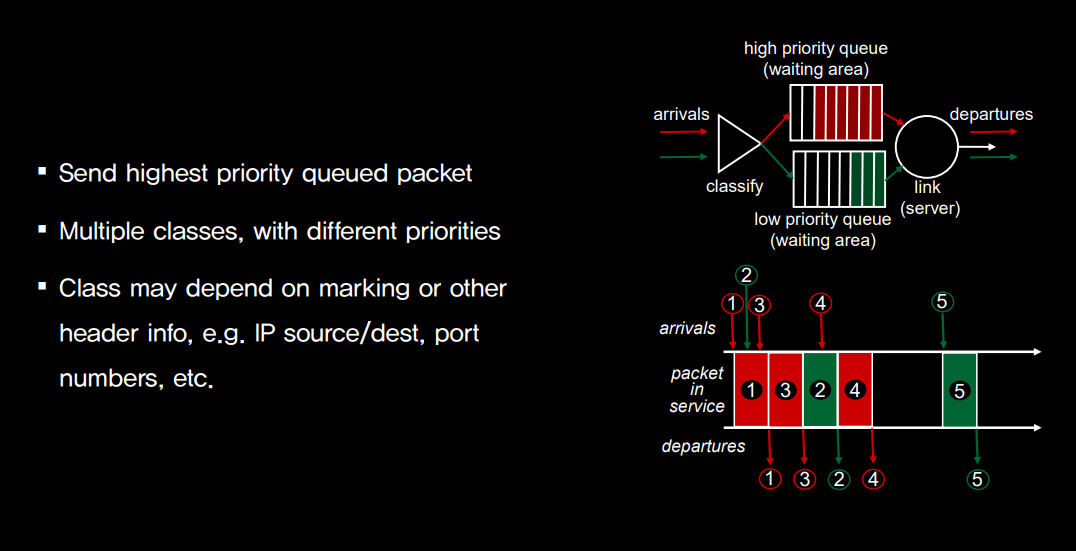 ▪ Send highest priority queued packet
▪ Multiple classes, with different priorities
▪ Class may depend on marking or other
header info, e.g. IP source/dest, port
numbers, etc.
high priority queue
(waiting area)
arrivals
departures
classify
link
(server)
low priority queue
(waiting area)
2
1 3 4 5
arrivals
packet
in
service
1 3 2 4 5
departures
1 3 2 4 5